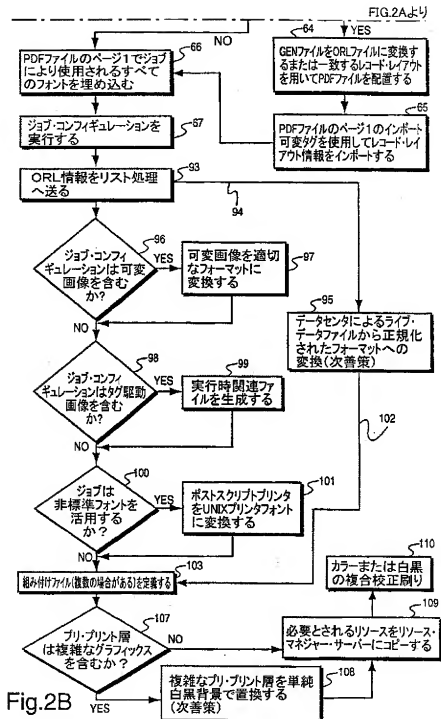 FIG.2Aより
NO
YES
64
GENファイルをORLファイルに変換す
るまたは一致するレコード・レイアウト
を用いてPDFファイルを配置する
66
PDFファイルのページ1でジョブ
により使用されるすべて
のフォントを埋め込む
65
PDFファイルのページ1のインポート
可変タグを使用してレコード・レイ
アウト情報をインポートする
67
ジョブ・コンフィギュレーションを
実行する
93
ORL情報をリスト処理
へ送る
94
96
ジョブ・コンフィ
ギュレーションは可変
画像を含む
か?
YES
97
可変画像を適切
なフォーマットに
変換する
NO
95
データセンタによるライブ・
データファイルから正規化
されたフォーマットへの
変換(次善策)
102
98
ジョブ・コンフィ
ギュレーションはタグ駆動
画像を含む
か?
YES
99
実行時関連ファ
イルを生成する
NO
100
ジョブは
非標準フォントを
活用するか?
YES
101
ポストスクリプトプリンタ
をUNIXプリンタフォント
に変換する
NO
103
組み付けファイル(複数の場合がある)を定義する
110
カラーまたは白黒
の複合校正刷り
107
プリ・プリント層
は複雑なグラフィックス
を含むか?
NO
109
必要とされるリソースをリソース・
マネジャー・サーバーにコピーする
YES
108
複雑なプリ・プリント層を単純
白黒背景で置換する
(次善策)
Fig.2B